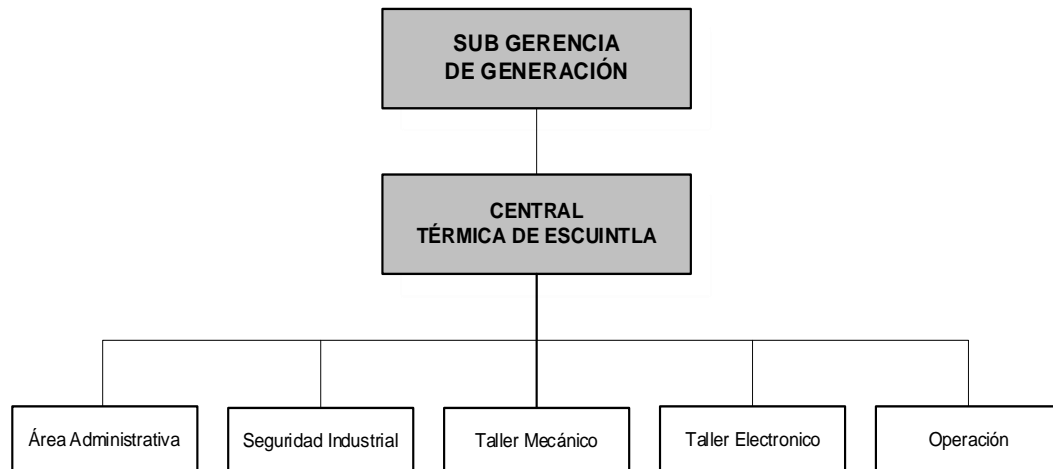 SUB GERENCIA
DE GENERACIÓN
CENTRAL
TÉRMICA DE ESCUINTLA
Área Administrativa
Seguridad Industrial
Taller Mecánico
Taller Electronico
Operación